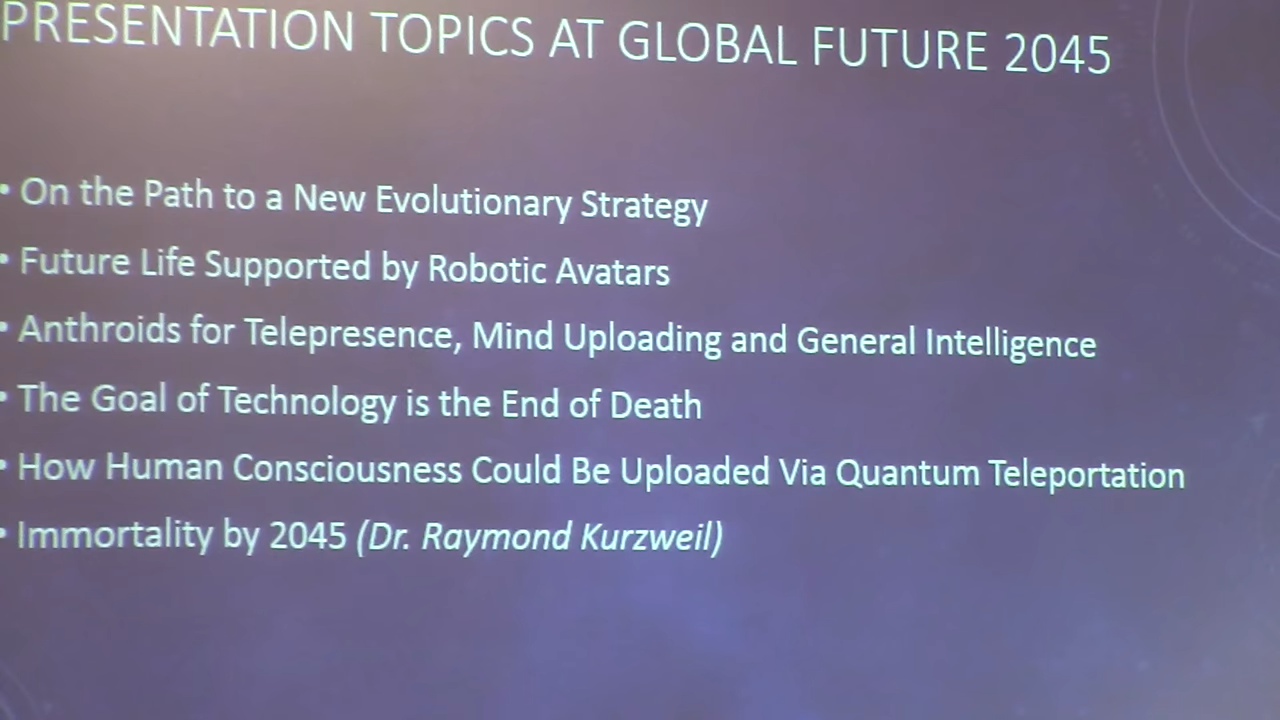 PRESENTATION TOPICS AT GLOBAL FUTURE 2045
• On the Path to a New Evolutionary Strategy
• Future Life Supported by Robotic Avatars
• Anthroids for Telepresence, Mind Uploading and General Intelligence
• The Goal of Technology is the End of Death
• How Human Consciousness Could Be Uploaded Via Quantum Teleportation
• Immortality by 2045 (Dr. Raymond Kurzweil)